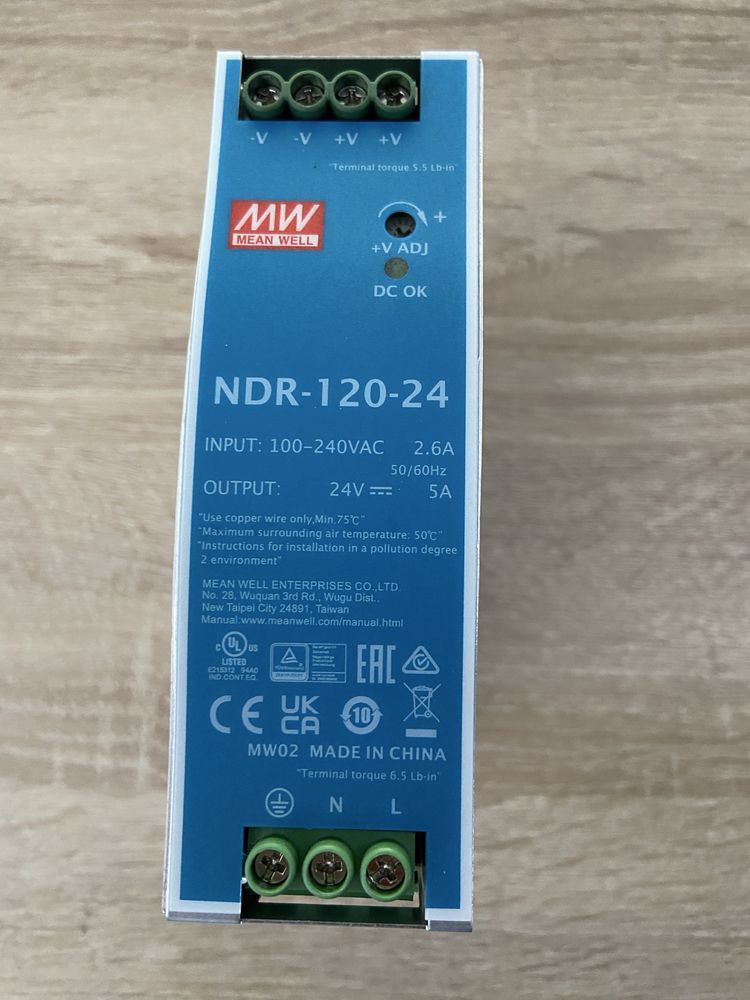 -V -V +V +V
"Terminal torque 5.5 Lb-in"
MW
MEAN WELL
+
+V ADJ
DC OK
NDR-120-24
INPUT: 100-240VAC 2.6A
50/60Hz
OUTPUT: 24V 5A
"Use copper wire only,Min.75℃"
"Maximum surrounding air temperature: 50℃"
"Instructions for installation in a pollution degree
2 environment"
MEAN WELL ENTERPRISES CO.,LTD.
No. 28, Wuquan 3rd Rd., Wugu Dist.,
New Taipei City 24891, Taiwan
Manual:www.meanwell.com/manual.html
c UL US
LISTED
E215312 94A0
IND.CONT.EQ.
EAC
CE UK CA 10
MW02 MADE IN CHINA
"Terminal torque 6.5 Lb-in"
N L